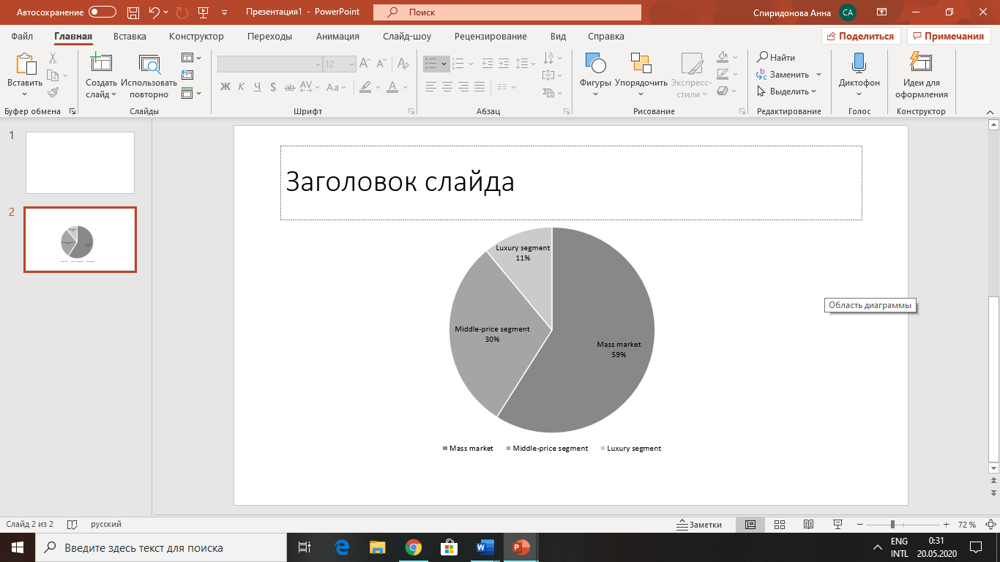 Автосохранение
Презентация1 - PowerPoint
Поиск
Спиридонова Анна
CA
Файл Главная Вставка Конструктор Переходы Анимация Слайд-шоу Рецензирование Вид Справка
Поделиться
Примечания
Вставить
Создать слайд
Использовать повторно
12
Ж К Ч S ab AV Aa
Фигуры
Упорядочить
Экспресс-стили
Найти
Заменить
Выделить
Диктофон
Идеи для оформления
Буфер обмена Слайды Шрифт Абзац Рисование Редактирование Голос Конструктор
1
2
Заголовок слайда
Luxury segment
11%
Middle-price segment
30%
Mass market
59%
Область диаграммы
Mass market Middle-price segment Luxury segment
Слайд 2 из 2
русский
Заметки
72 %
Введите здесь текст для поиска
ENG
INTL
0:31
20.05.2020